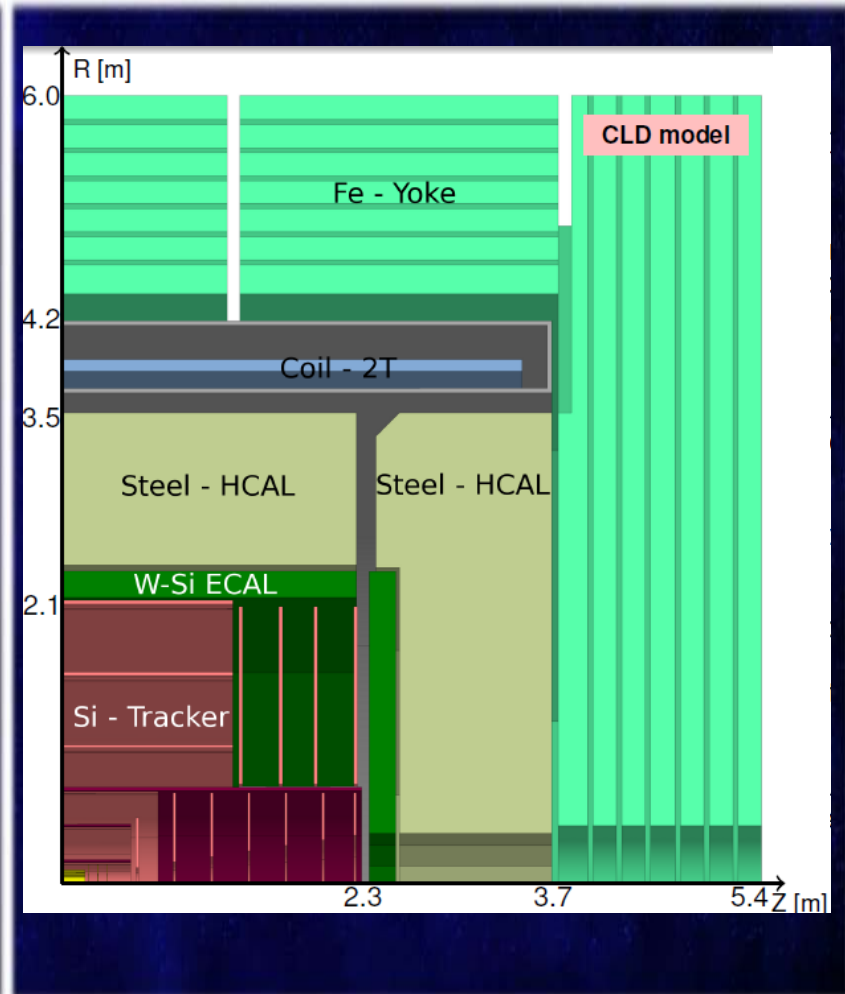 R [m]
6.0
CLD model
Fe - Yoke
4.2
Coil - 2T
3.5
Steel - HCAL
Steel - HCAL
W-Si ECAL
2.1
Si - Tracker
2.3
3.7
5.4
Z [m]